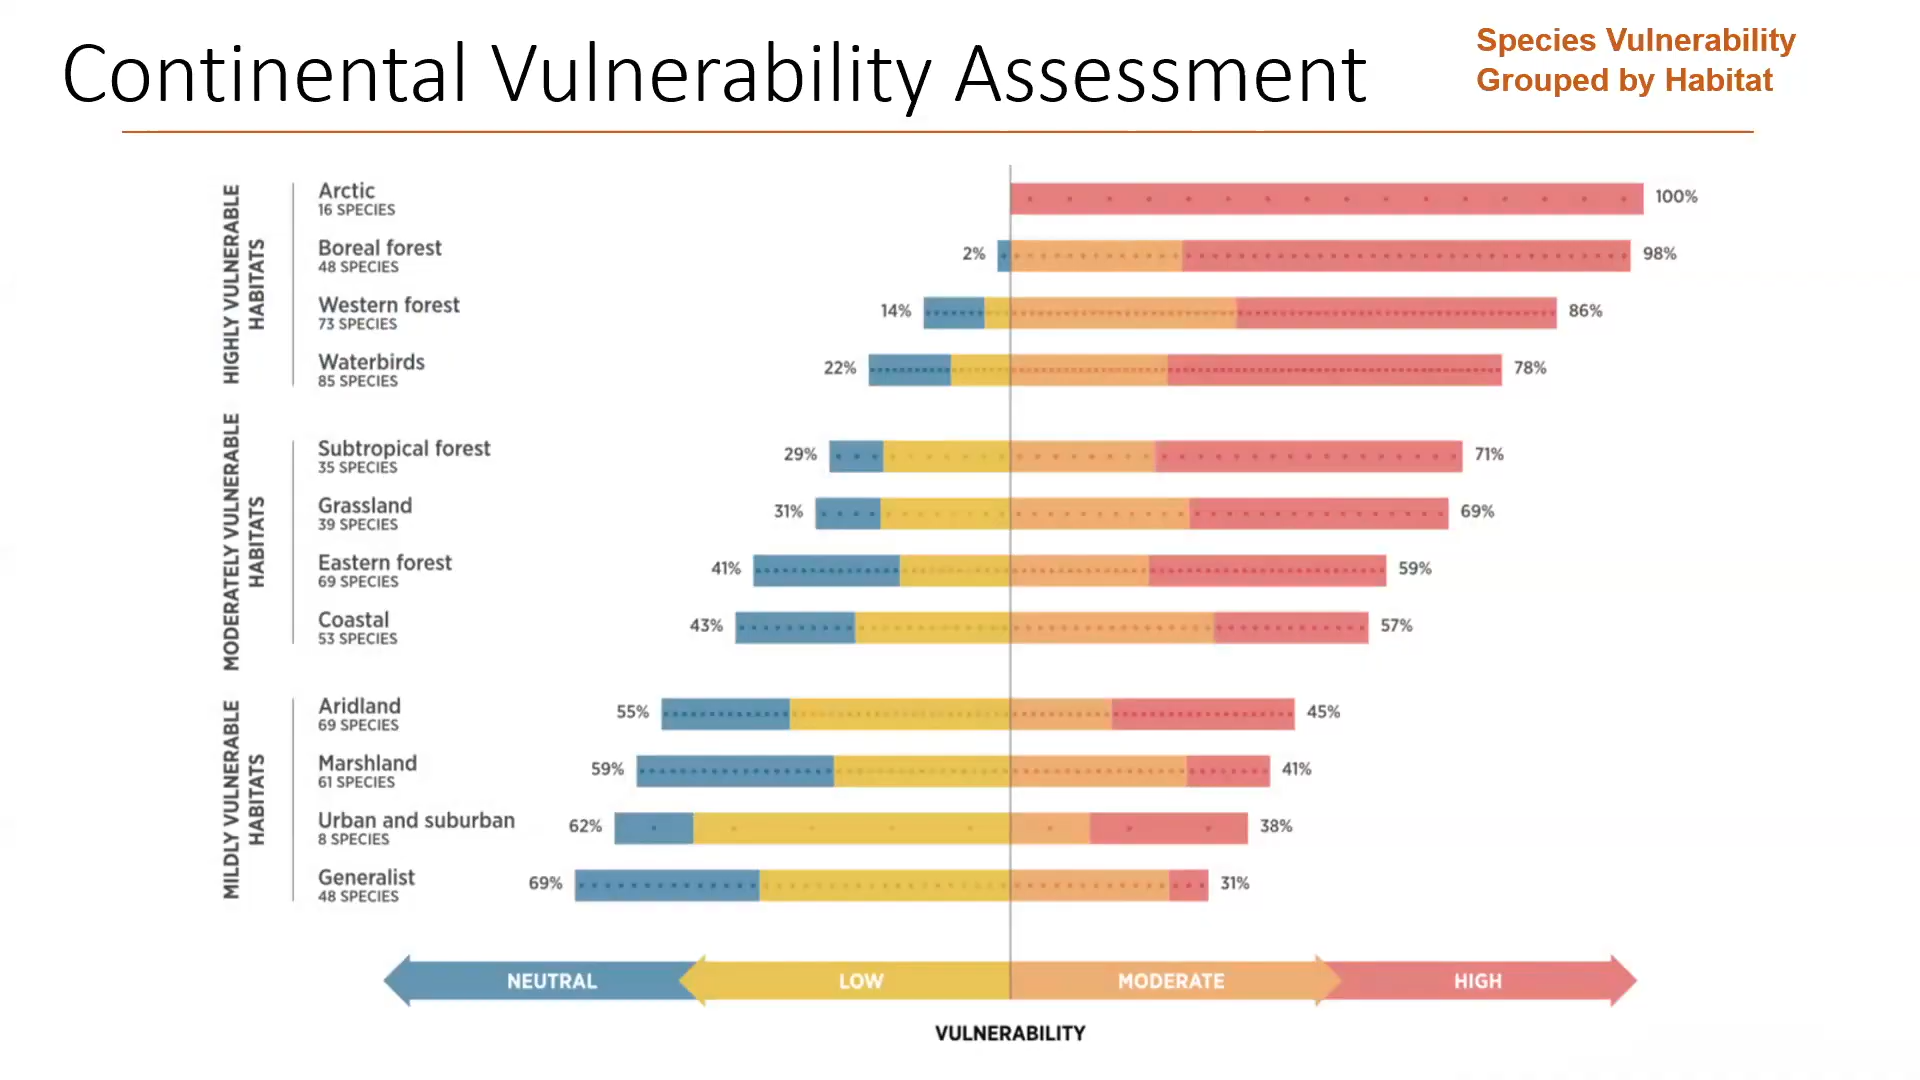 Continental Vulnerability Assessment
Species Vulnerability
Grouped by Habitat
HIGHLY VULNERABLE
HABITATS
Arctic
16 SPECIES
100%
Boreal forest
48 SPECIES
2%
98%
Western forest
73 SPECIES
14%
86%
Waterbirds
85 SPECIES
22%
78%
MODERATELY VULNERABLE
HABITATS
Subtropical forest
35 SPECIES
29%
71%
Grassland
39 SPECIES
31%
69%
Eastern forest
69 SPECIES
41%
59%
Coastal
53 SPECIES
43%
57%
MILDLY VULNERABLE
HABITATS
Aridland
69 SPECIES
55%
45%
Marshland
61 SPECIES
59%
41%
Urban and suburban
8 SPECIES
62%
38%
Generalist
48 SPECIES
69%
31%
NEUTRAL
LOW
MODERATE
HIGH
VULNERABILITY